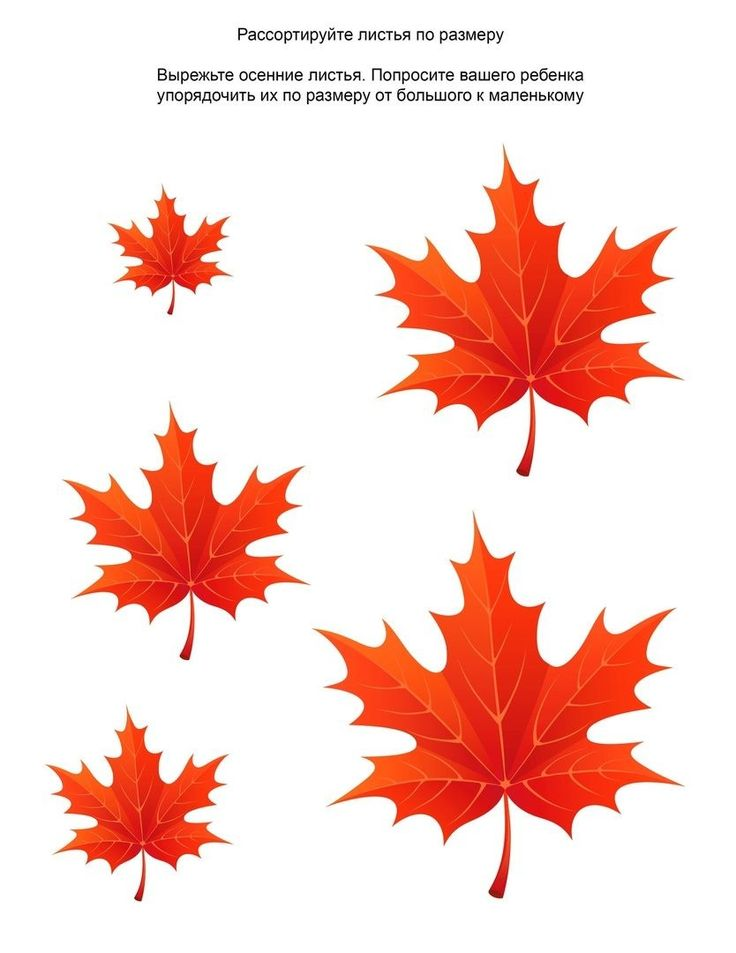 Рассортируйте листья по размеру
Вырежьте осенние листья. Попросите вашего ребенка
упорядочить их по размеру от большого к маленькому